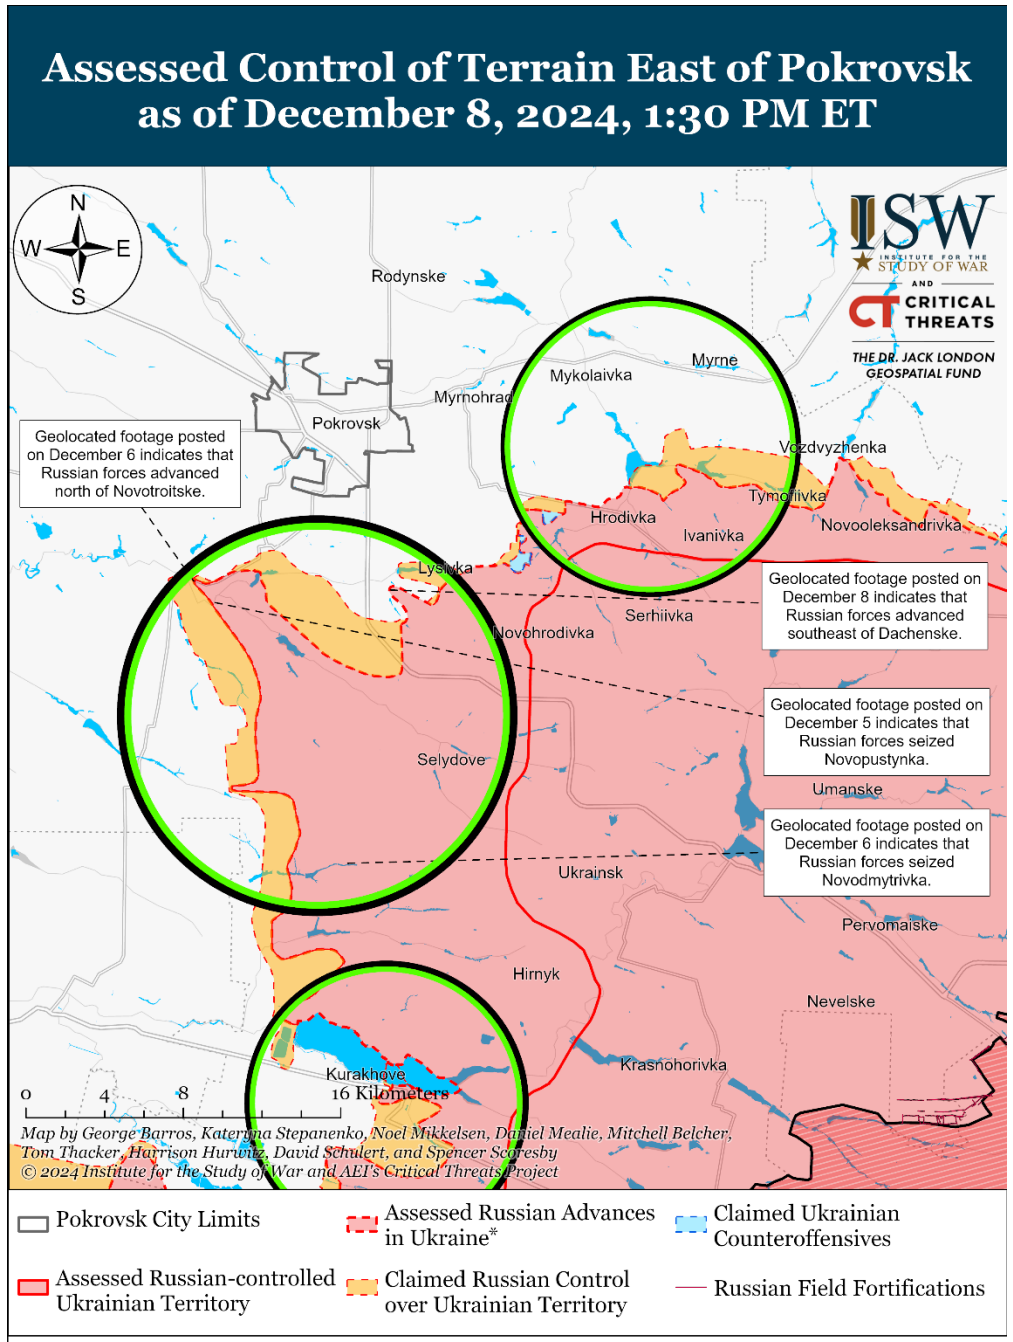 Assessed Control of Terrain East of Pokrovsk
as of December 8, 2024, 1:30 PM ET
N
W
E
S
ISW
INSTITUTE FOR THE
STUDY OF WAR
AND
CT CRITICAL
THREATS
THE DR. JACK LONDON
GEOSPATIAL FUND
Rodynske
Myrne
Mykolaivka
Myrnohrad
Pokrovsk
Geolocated footage posted
on December 6 indicates that
Russian forces advanced
north of Novotroitske.
Vozdvyzhenka
Tymofiivka
Hrodivka
Novooleksandrivka
Ivanivka
Lysivka
Geolocated footage posted on
December 8 indicates that
Russian forces advanced
southeast of Dachenske.
Serhiivka
Novohrodivka
Geolocated footage posted on
December 5 indicates that
Russian forces seized
Novopustynka.
Selydove
Umanske
Geolocated footage posted on
December 6 indicates that
Russian forces seized
Novodmytrivka.
Ukrainsk
Pervomaiske
Hirnyk
Nevelske
Krasnohorivka
Kurakhove
0 4 8 16 Kilometers
Map by George Barros, Kateryna Stepanenko, Noel Mikkelsen, Daniel Mealie, Mitchell Belcher,
Tom Thacker, Harrison Hurwitz, David Schulert, and Spencer Scoresby
© 2024 Institute for the Study of War and AEI's Critical Threats Project
Pokrovsk City Limits
Assessed Russian Advances
in Ukraine*
Claimed Ukrainian
Counteroffensives
Assessed Russian-controlled
Ukrainian Territory
Claimed Russian Control
over Ukrainian Territory
Russian Field Fortifications